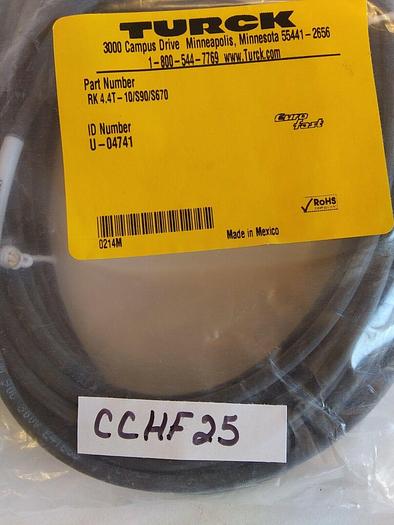 TURCK
3000 Campus Drive Minneapolis, Minnesota 55441-2656
1-800-544-7769 www.Turck.com
Part Number
RK 4.4T-10/S90/S670
ID Number
U-04741
Euro fast
RoHS
0214M
Made in Mexico
CCHF25